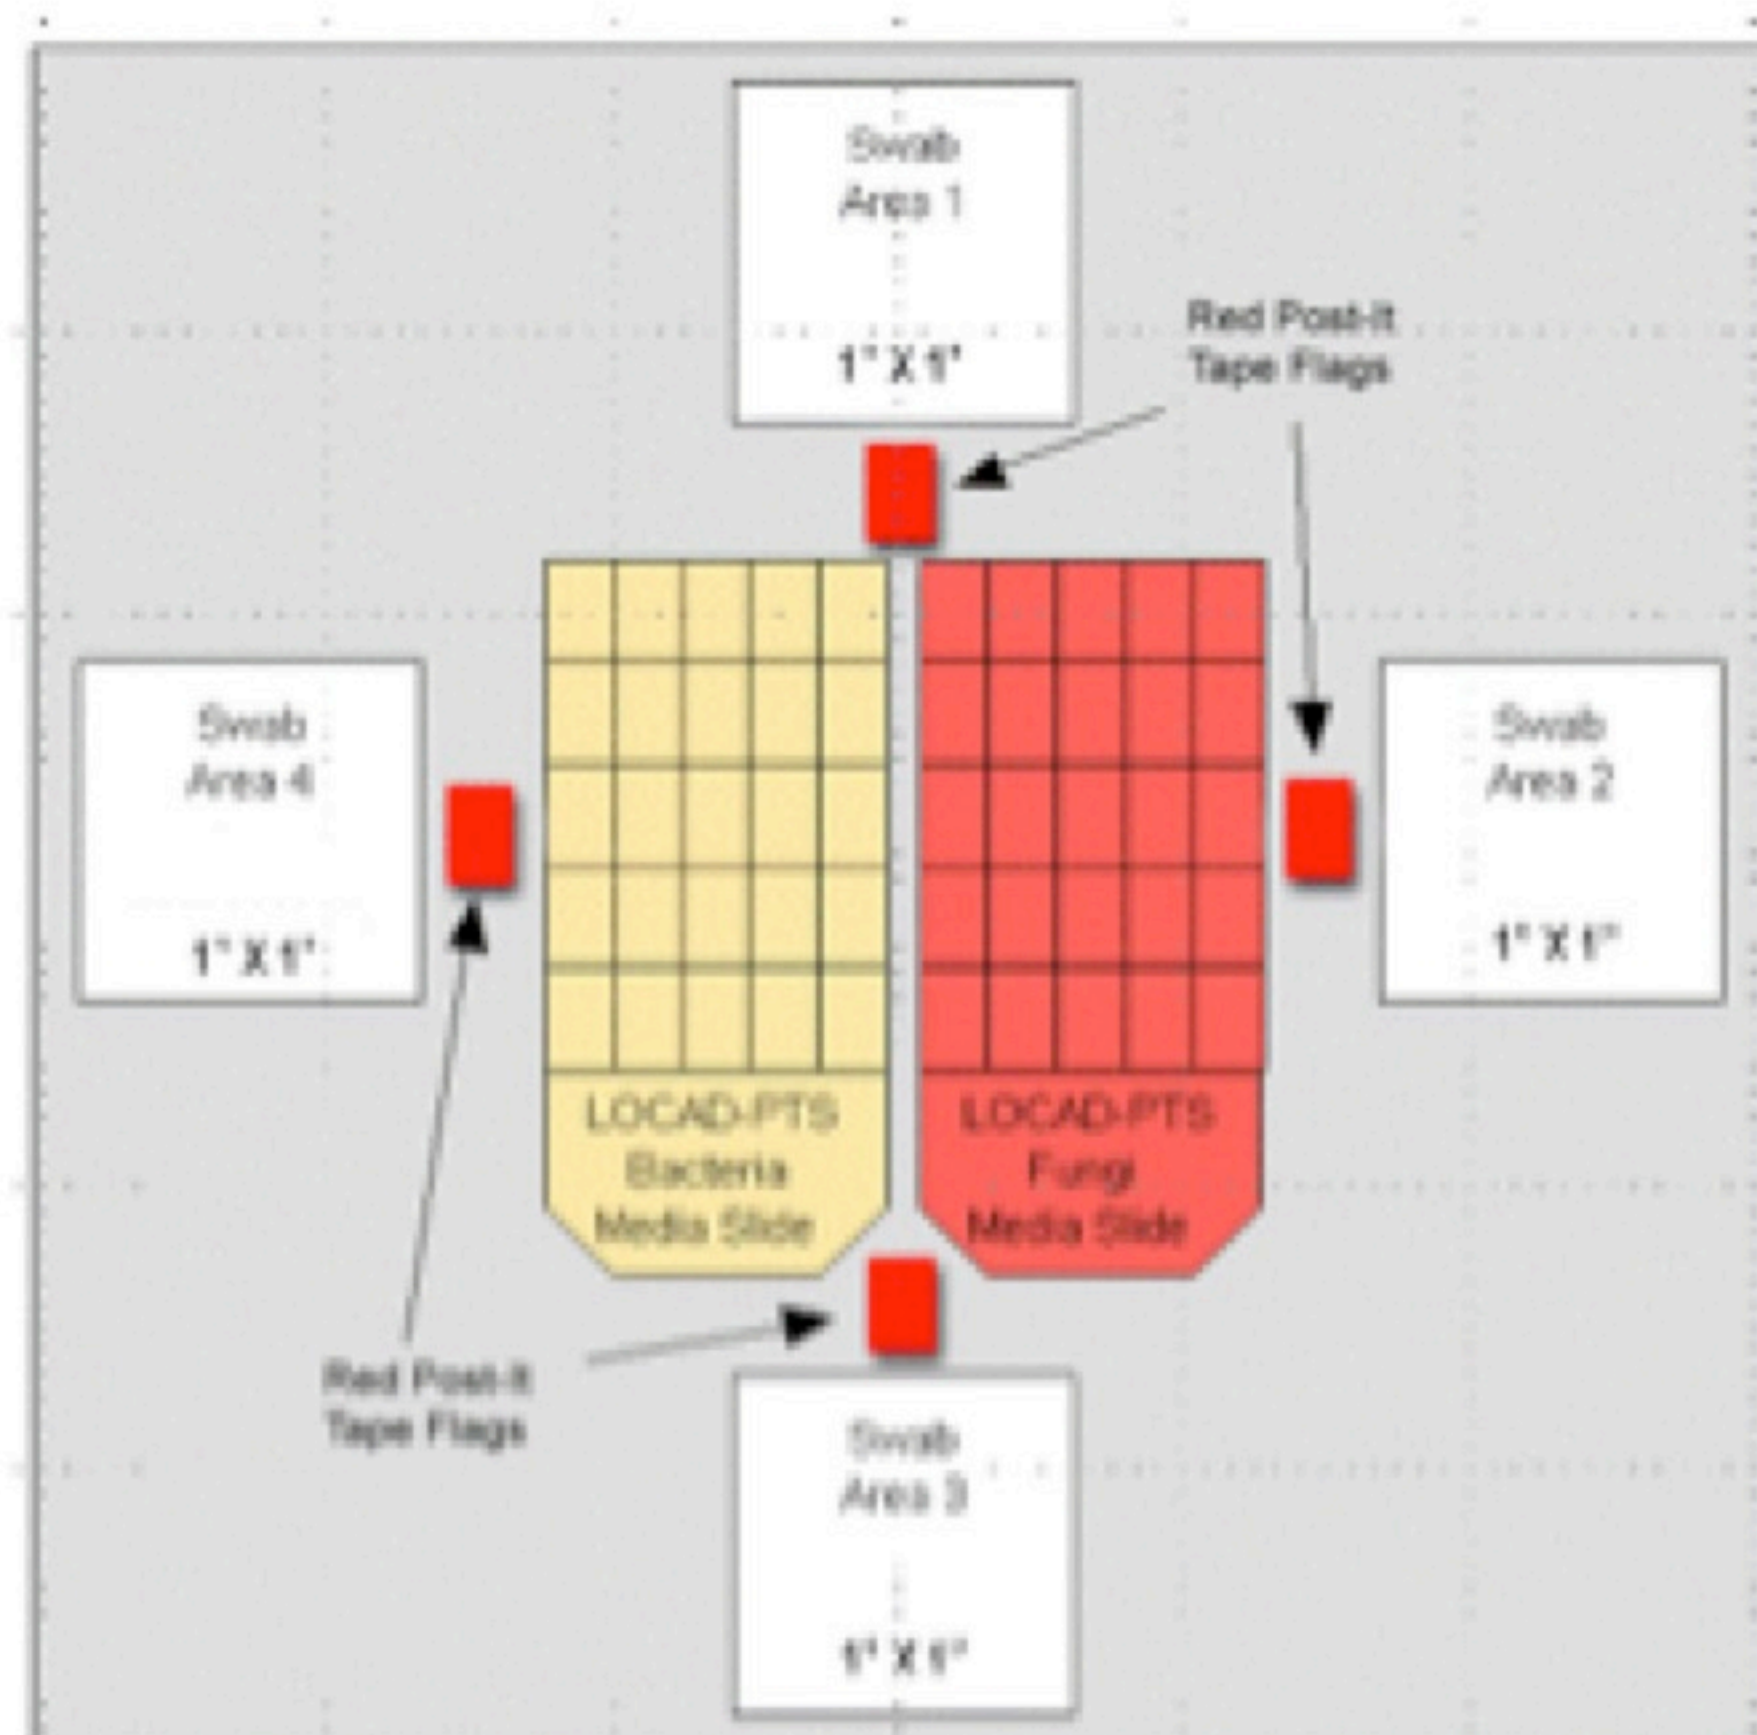 Swab
Area 1
1" X 1"
Red Post-It
Tape Flags
Swab
Area 4
1" X 1"
Swab
Area 2
1" X 1"
LOCAD-PTS
Bacteria
Media Slide
LOCAD-PTS
Fungi
Media Slide
Red Post-It
Tape Flags
Swab
Area 3
1" X 1"